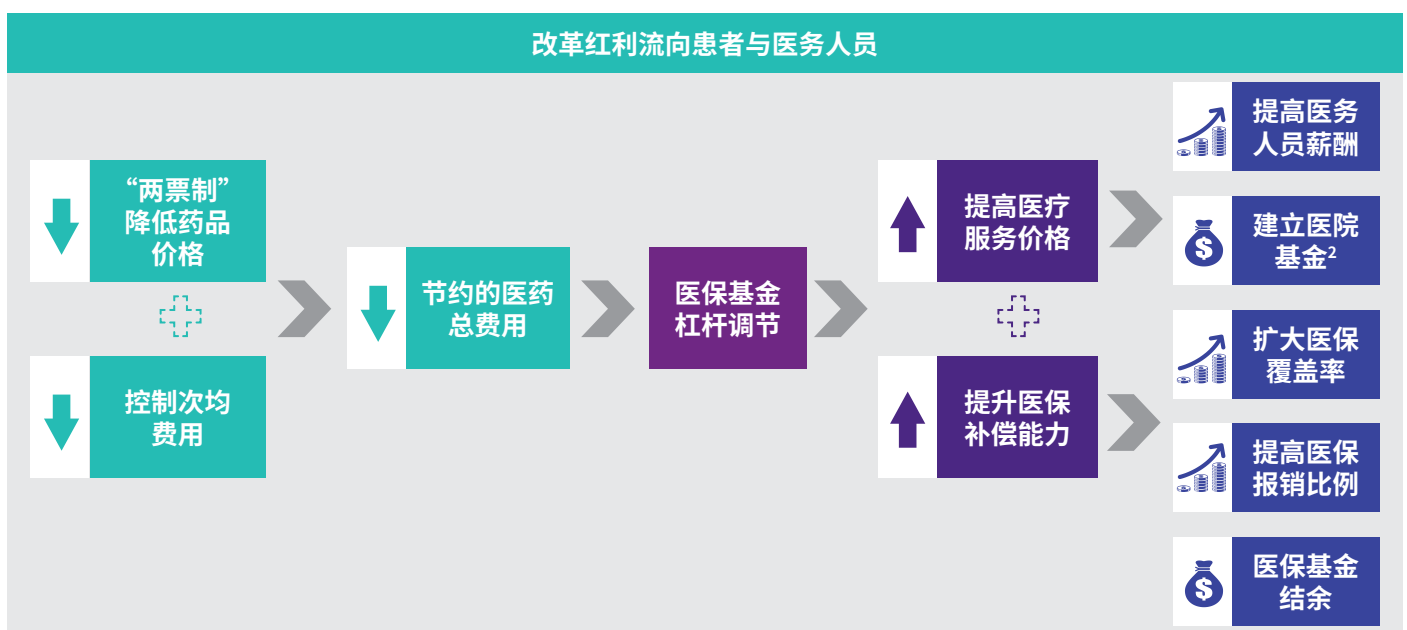 改革红利流向患者与医务人员
“两票制”
降低药品
价格
控制次均
费用
节约的医药
总费用
医保基金
杠杆调节
提高医疗
服务价格
提升医保
补偿能力
提高医务
人员薪酬
建立医院
基金²
扩大医保
覆盖率
提高医保
报销比例
医保基金
结余